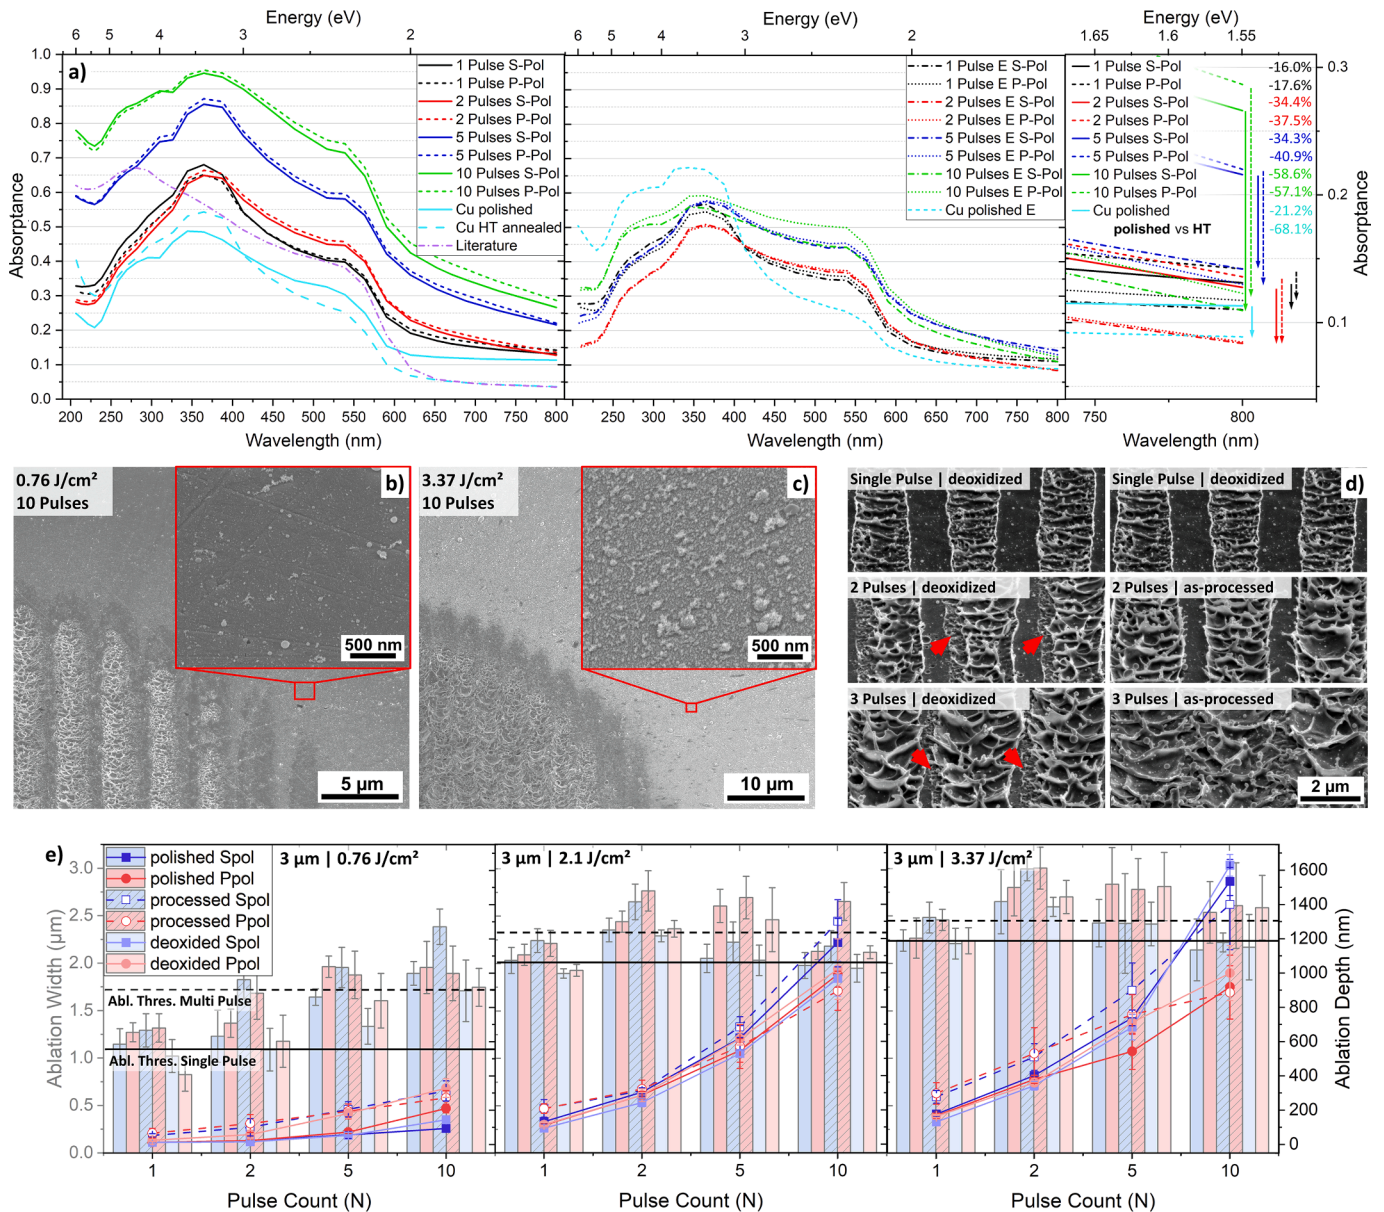 Energy (eV)
Energy (eV)
Energy (eV)
6 5 4 3 2
6 5 4 3 2
1.65 1.6 1.55
a)
Absorptance
1.0
0.9
0.8
0.7
0.6
0.5
0.4
0.3
0.2
0.1
0.0
1 Pulse S-Pol
1 Pulse P-Pol
2 Pulses S-Pol
2 Pulses P-Pol
5 Pulses S-Pol
5 Pulses P-Pol
10 Pulses S-Pol
10 Pulses P-Pol
Cu polished
Cu HT annealed
Literature
200 250 300 350 400 450 500 550 600 650 700 750 800
Wavelength (nm)
1 Pulse E S-Pol
1 Pulse E P-Pol
2 Pulses E S-Pol
2 Pulses E P-Pol
5 Pulses E S-Pol
5 Pulses E P-Pol
10 Pulses E S-Pol
10 Pulses E P-Pol
Cu polished E
250 300 350 400 450 500 550 600 650 700 750 800
Wavelength (nm)
1 Pulse S-Pol -16.0%
1 Pulse P-Pol -17.6%
2 Pulses S-Pol -34.4%
2 Pulses P-Pol -37.5%
5 Pulses S-Pol -34.3%
5 Pulses P-Pol -40.9%
10 Pulses S-Pol -58.6%
10 Pulses P-Pol -57.1%
Cu polished -21.2%
polished vs HT -68.1%
0.3
0.2
0.1
Absorptance
750 800
Wavelength (nm)
0.76 J/cm²
10 Pulses
b)
500 nm
5 µm
3.37 J/cm²
10 Pulses
c)
500 nm
10 µm
d)
Single Pulse | deoxidized
Single Pulse | deoxidized
2 Pulses | deoxidized
2 Pulses | as-processed
3 Pulses | deoxidized
3 Pulses | as-processed
2 µm
e)
Ablation Width (µm)
3.0
2.5
2.0
1.5
1.0
0.5
0.0
polished Spol
polished Ppol
processed Spol
processed Ppol
deoxided Spol
deoxided Ppol
3 µm | 0.76 J/cm²
Abl. Thres. Multi Pulse
Abl. Thres. Single Pulse
3 µm | 2.1 J/cm²
3 µm | 3.37 J/cm²
1600
1400
1200
1000
800
600
400
200
0
Ablation Depth (nm)
1 2 5 10
1 2 5 10
1 2 5 10
Pulse Count (N)
Pulse Count (N)
Pulse Count (N)